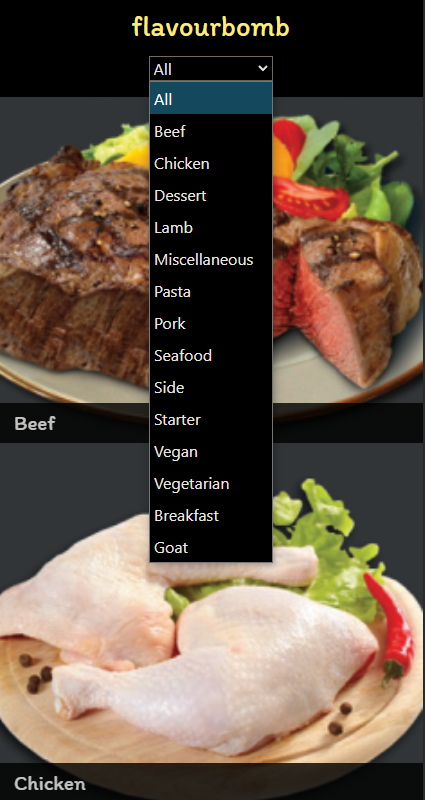 flavourbomb
All
All
Beef
Chicken
Dessert
Lamb
Miscellaneous
Pasta
Pork
Seafood
Side
Starter
Vegan
Vegetarian
Breakfast
Goat
Beef
Chicken